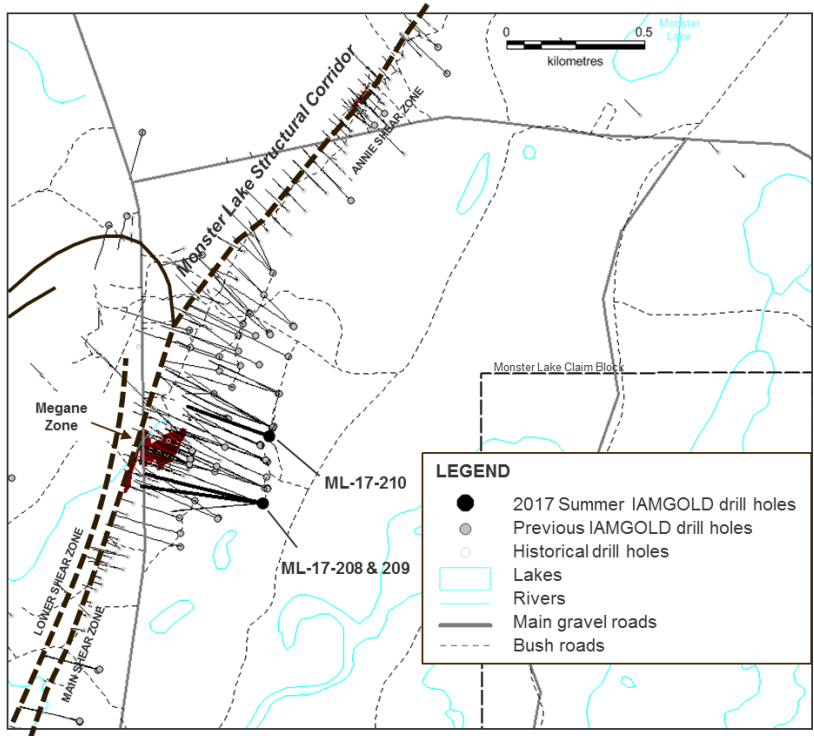 0
0.5
kilometres
Monster
Lake
Monster Lake Structural Corridor
ANNIE SHEAR ZONE
Monster Lake Claim Block
Megane
Zone
ML-17-210
ML-17-208 & 209
LOWER SHEAR ZONE
MAIN SHEAR ZONE
LEGEND
2017 Summer IAMGOLD drill holes
Previous IAMGOLD drill holes
Historical drill holes
Lakes
Rivers
Main gravel roads
Bush roads